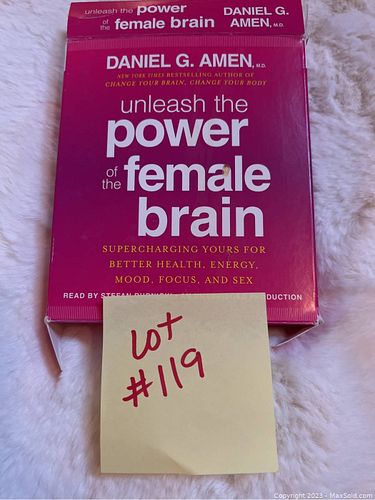 unleash the power
of the female brain
DANIEL G.
AMEN, M.D.
DANIEL G. AMEN, M.D.
NEW YORK TIMES BESTSELLING AUTHOR OF
CHANGE YOUR BRAIN, CHANGE YOUR BODY
unleash the
power
of the female
brain
SUPERCHARGING YOURS FOR
BETTER HEALTH, ENERGY,
MOOD, FOCUS, AND SEX
READ BY
Lot
#119
Copyright 2023 - MaxSold.com